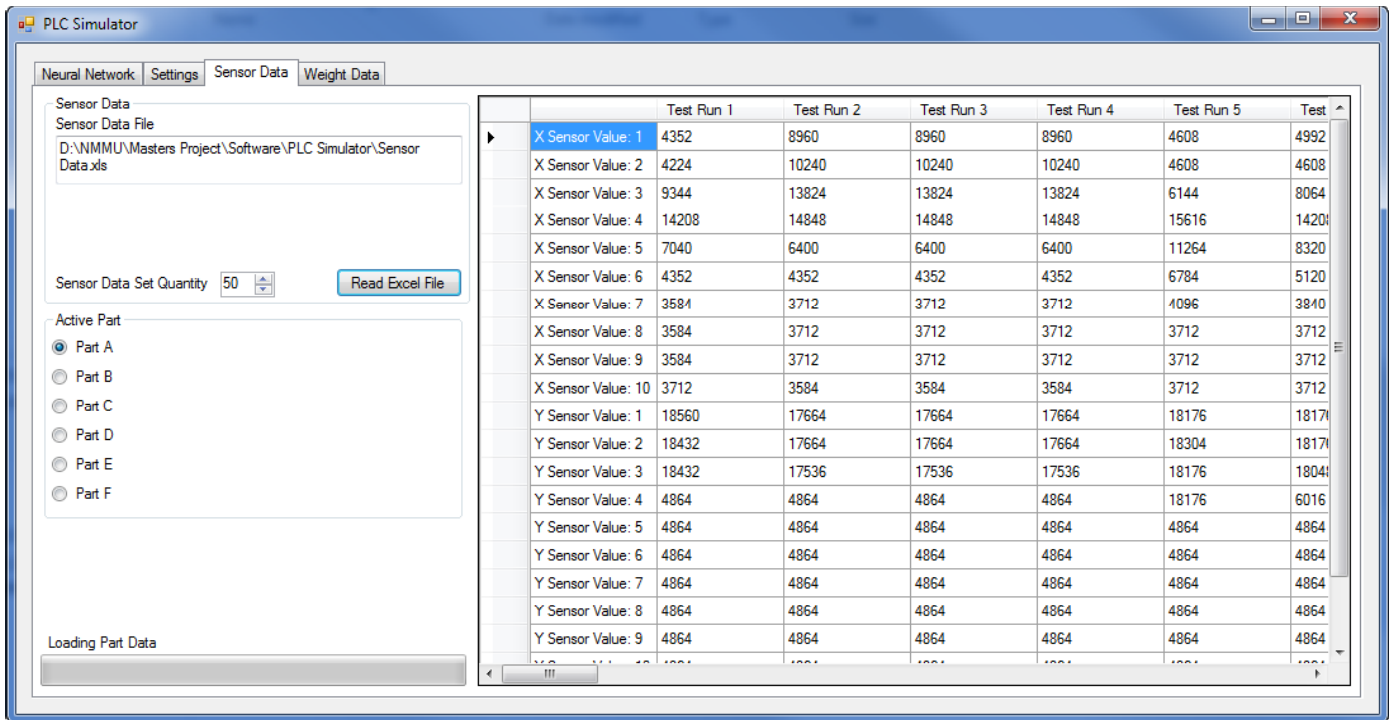 PLC Simulator
Neural Network Settings Sensor Data Weight Data
Sensor Data
Sensor Data File
D:\NMMU\Masters Project\Software\PLC Simulator\Sensor
Data.xls
Sensor Data Set Quantity 50 Read Excel File
Active Part
Part A
Part B
Part C
Part D
Part E
Part F
Loading Part Data
Test Run 1 Test Run 2 Test Run 3 Test Run 4 Test Run 5 Test
X Sensor Value: 1 4352 8960 8960 8960 4608 4992
X Sensor Value: 2 4224 10240 10240 10240 4608 4608
X Sensor Value: 3 9344 13824 13824 13824 6144 8064
X Sensor Value: 4 14208 14848 14848 14848 15616 1420
X Sensor Value: 5 7040 6400 6400 6400 11264 8320
X Sensor Value: 6 4352 4352 4352 4352 6784 5120
X Sensor Value: 7 3584 3712 3712 3712 4096 3840
X Sensor Value: 8 3584 3712 3712 3712 3712 3712
X Sensor Value: 9 3584 3712 3712 3712 3712 3712
X Sensor Value: 10 3712 3584 3584 3584 3712 3712
Y Sensor Value: 1 18560 17664 17664 17664 18176 1817
Y Sensor Value: 2 18432 17664 17664 17664 18304 1817
Y Sensor Value: 3 18432 17536 17536 17536 18176 1804
Y Sensor Value: 4 4864 4864 4864 4864 18176 6016
Y Sensor Value: 5 4864 4864 4864 4864 4864 4864
Y Sensor Value: 6 4864 4864 4864 4864 4864 4864
Y Sensor Value: 7 4864 4864 4864 4864 4864 4864
Y Sensor Value: 8 4864 4864 4864 4864 4864 4864
Y Sensor Value: 9 4864 4864 4864 4864 4864 4864